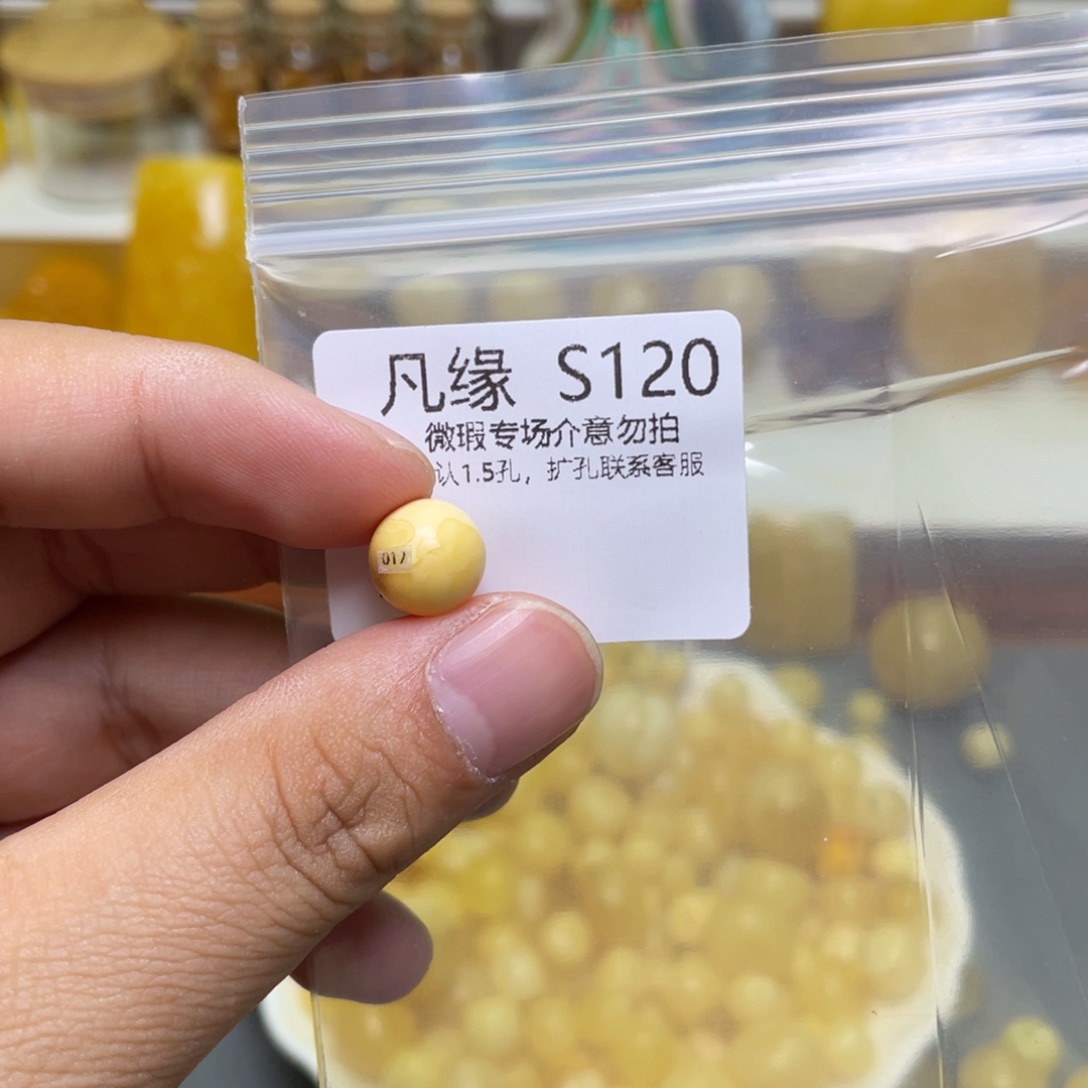 凡缘 S120
微瑕专场介意勿拍
认1.5孔，扩孔联系客服
017